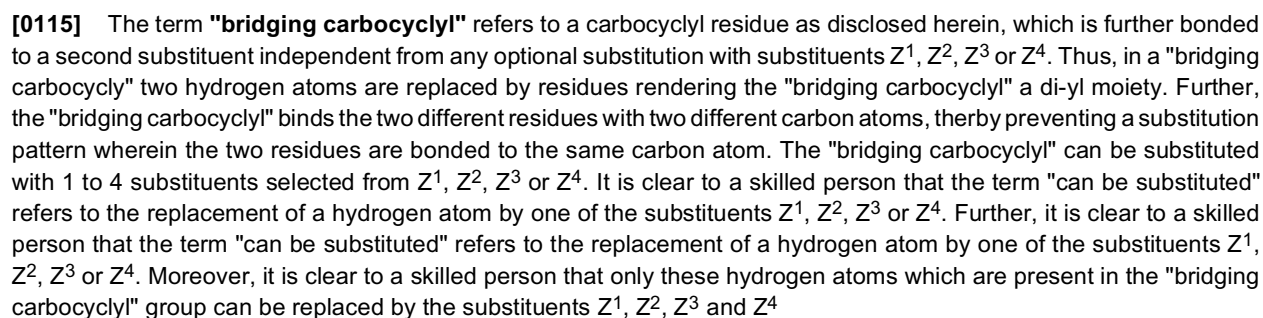 [0115] The term "bridging carbocyclyl" refers to a carbocyclyl residue as disclosed herein, which is further bonded
to a second substituent independent from any optional substitution with substituents Z¹, Z², Z³ or Z⁴. Thus, in a "bridging
carbocycly" two hydrogen atoms are replaced by residues rendering the "bridging carbocyclyl" a di-yl moiety. Further,
the "bridging carbocyclyl" binds the two different residues with two different carbon atoms, therby preventing a substitution
pattern wherein the two residues are bonded to the same carbon atom. The "bridging carbocyclyl" can be substituted
with 1 to 4 substituents selected from Z¹, Z², Z³ or Z⁴. It is clear to a skilled person that the term "can be substituted"
refers to the replacement of a hydrogen atom by one of the substituents Z¹, Z², Z³ or Z⁴. Further, it is clear to a skilled
person that the term "can be substituted" refers to the replacement of a hydrogen atom by one of the substituents Z¹,
Z², Z³ or Z⁴. Moreover, it is clear to a skilled person that only these hydrogen atoms which are present in the "bridging
carbocyclyl" group can be replaced by the substituents Z¹, Z², Z³ and Z⁴